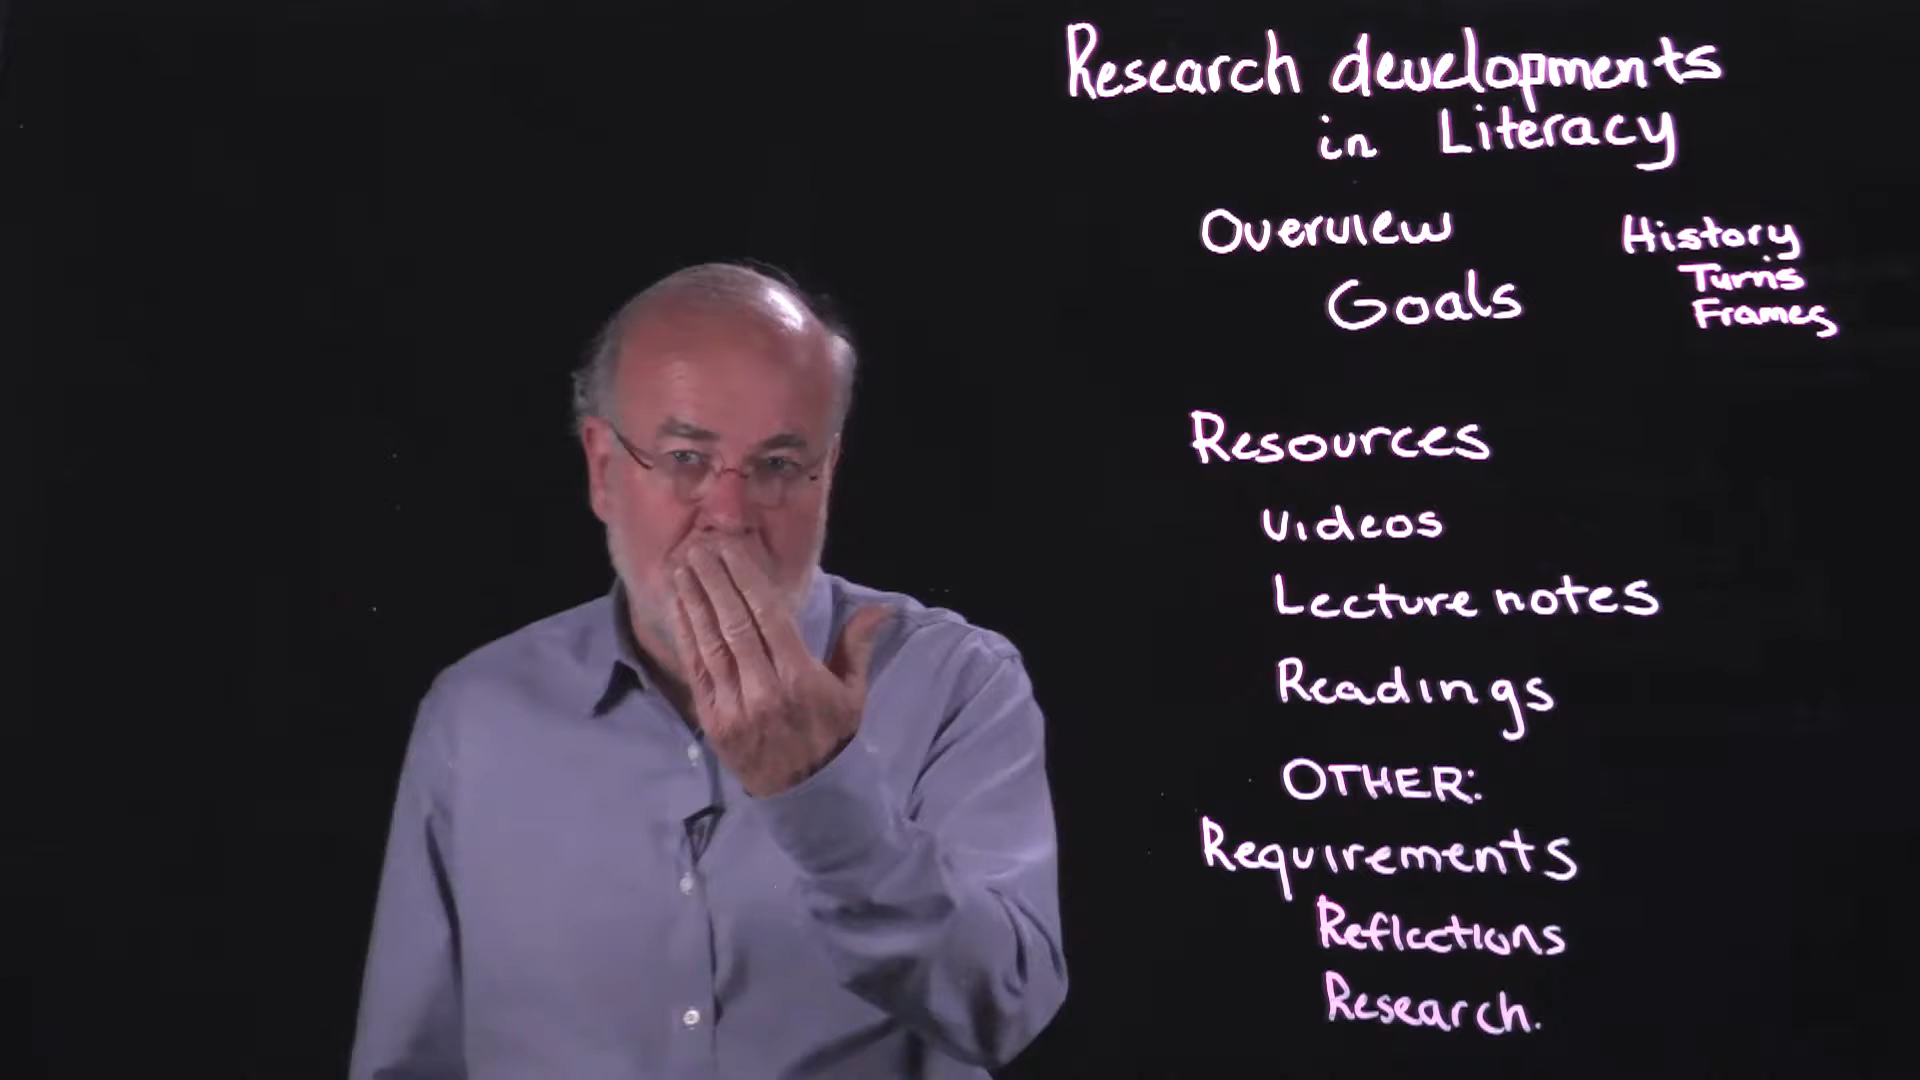 Research developments
in Literacy
Overview
Goals
History
Turns
Frames
Resources
Videos
Lecture notes
Readings
OTHER:
Requirements
Reflections
Research.